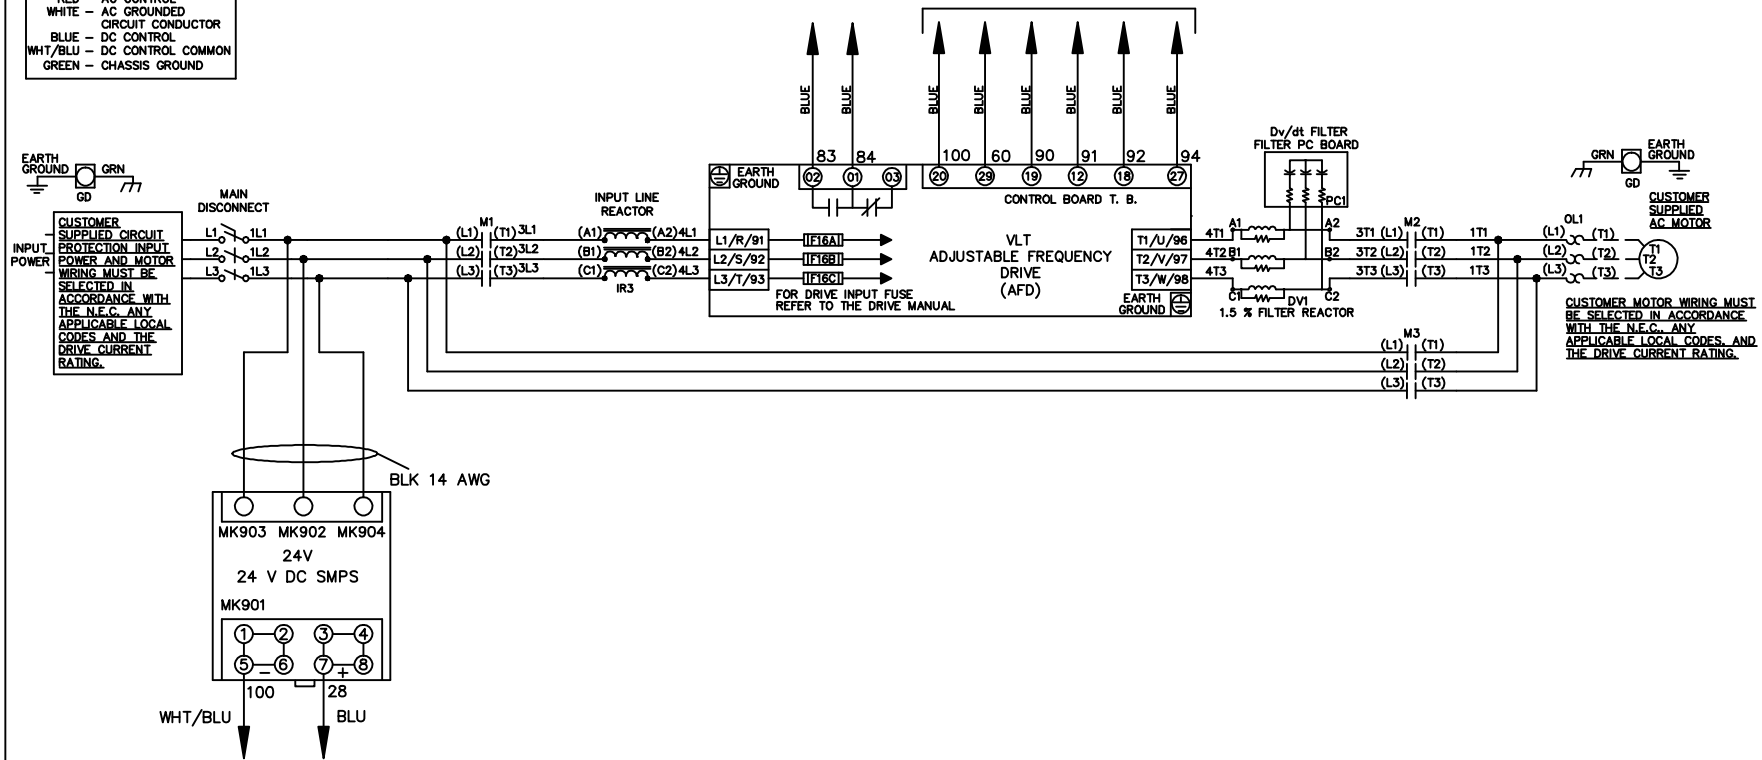 WHITE – AC GROUNDED
CIRCUIT CONDUCTOR
BLUE – DC CONTROL
WHT/BLU – DC CONTROL COMMON
GREEN – CHASSIS GROUND
BLUE
BLUE
BLUE
BLUE
BLUE
BLUE
BLUE
BLUE
83
84
100
60
90
91
92
94
EARTH
GROUND
GRN
GD
MAIN
DISCONNECT
INPUT
POWER
CUSTOMER
SUPPLIED CIRCUIT
PROTECTION INPUT
POWER AND MOTOR
WIRING MUST BE
SELECTED IN
ACCORDANCE WITH
THE N.E.C. ANY
APPLICABLE LOCAL
CODES AND THE
DRIVE CURRENT
RATING.
L1 1L1
L2 1L2
L3 1L3
M1
(L1) (T1) 3L1
(L2) (T2) 3L2
(L3) (T3) 3L3
INPUT LINE
REACTOR
(A1) (A2) 4L1
(B1) (B2) 4L2
(C1) (C2) 4L3
IR3
EARTH
GROUND
02 01 03
20 29 19 12 18 27
CONTROL BOARD T. B.
L1/R/91
L2/S/92
L3/T/93
F16A
F16B
F16C
FOR DRIVE INPUT FUSE
REFER TO THE DRIVE MANUAL
VLT
ADJUSTABLE FREQUENCY
DRIVE
(AFD)
T1/U/96
T2/V/97
T3/W/98
EARTH
GROUND
Dv/dt FILTER
FILTER PC BOARD
PC1
4T1 A1 A2
4T2 B1 B2
4T3
C1 C2
DV1
1.5 % FILTER REACTOR
M2
3T1 (L1) (T1) 1T1
3T2 (L2) (T2) 1T2
3T3 (L3) (T3) 1T3
M3
(L1) (T1)
(L2) (T2)
(L3) (T3)
GRN
EARTH
GROUND
GD
CUSTOMER
SUPPLIED
AC MOTOR
OL1
(L1) (T1)
(L2) (T2)
(L3) (T3)
T1
T2
T3
CUSTOMER MOTOR WIRING MUST
BE SELECTED IN ACCORDANCE
WITH THE N.E.C., ANY
APPLICABLE LOCAL CODES, AND
THE DRIVE CURRENT RATING.
BLK 14 AWG
MK903 MK902 MK904
24V
24 V DC SMPS
MK901
1 2 3 4
5 6 7 8
– +
100 28
WHT/BLU BLU